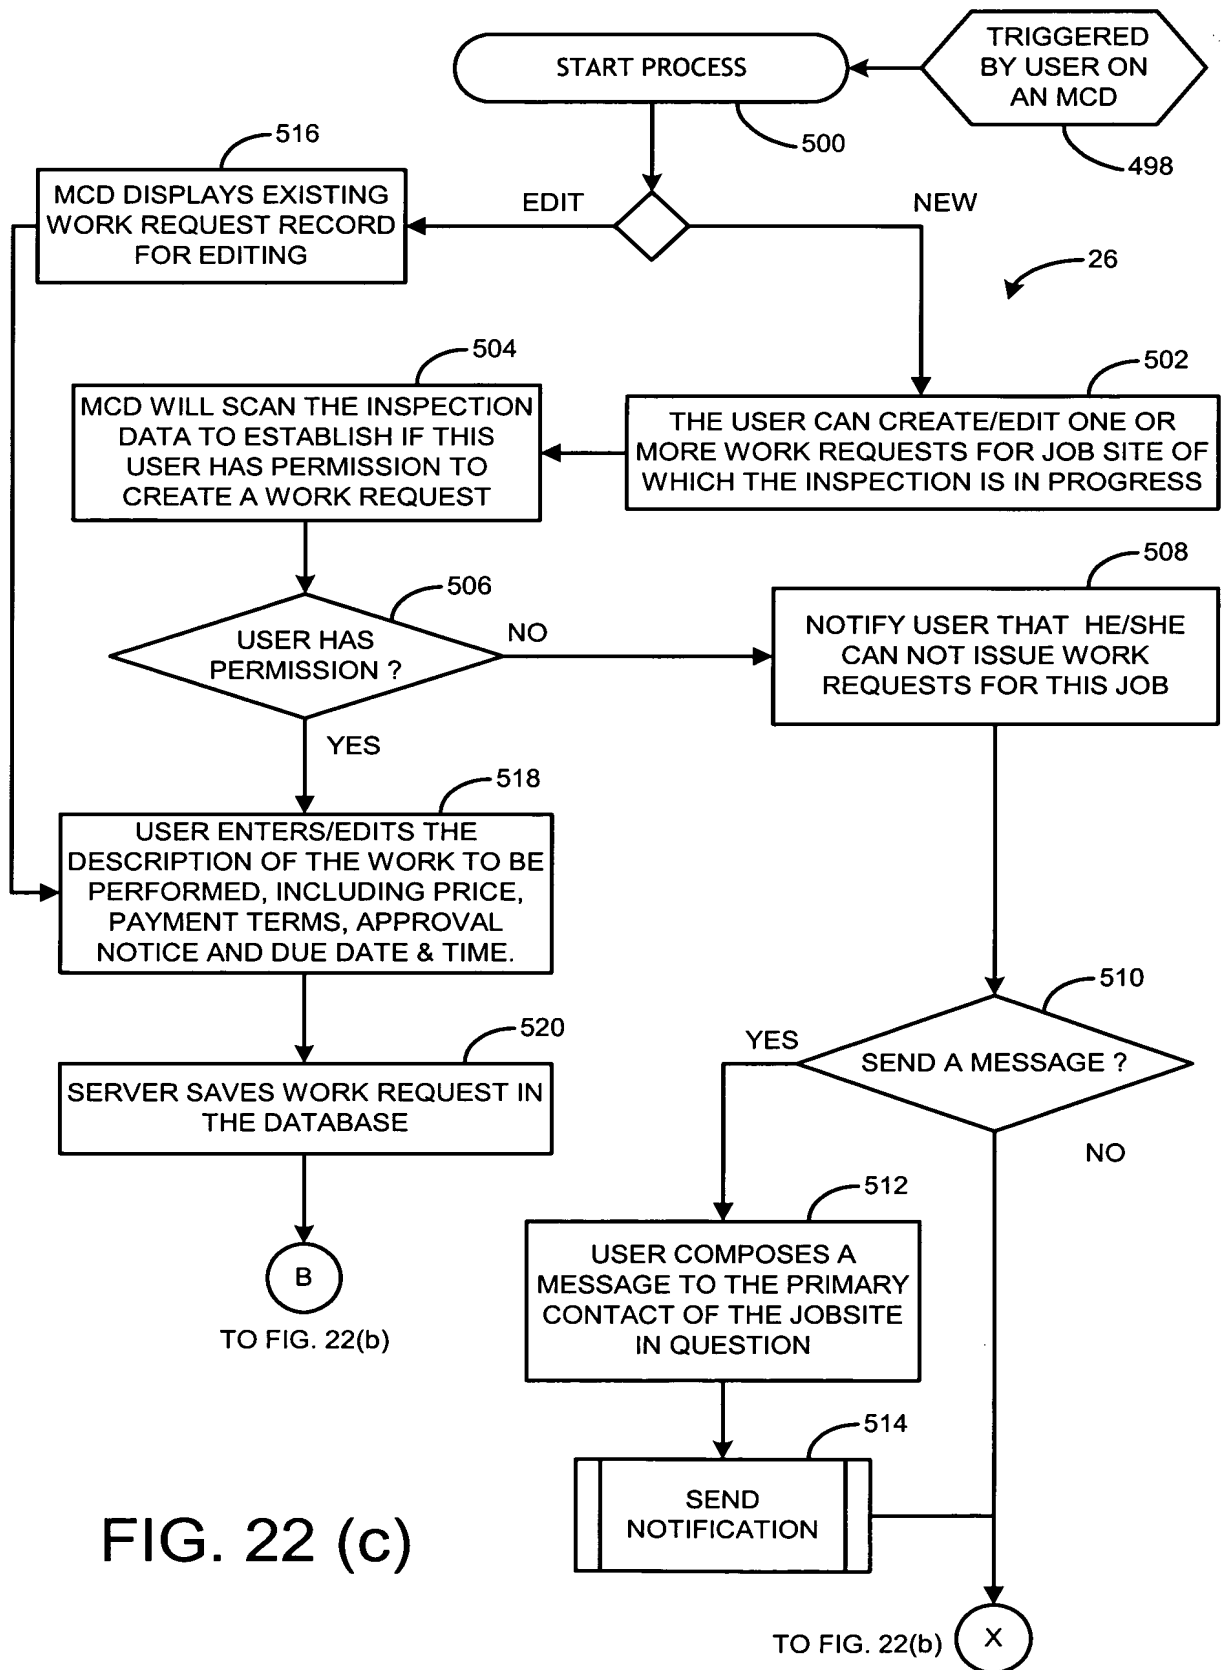 TRIGGERED
BY USER ON
AN MCD
START PROCESS
500
498
516
MCD DISPLAYS EXISTING
WORK REQUEST RECORD
FOR EDITING
EDIT
NEW
26
504
502
MCD WILL SCAN THE INSPECTION
DATA TO ESTABLISH IF THIS
USER HAS PERMISSION TO
CREATE A WORK REQUEST
THE USER CAN CREATE/EDIT ONE OR
MORE WORK REQUESTS FOR JOB SITE OF
WHICH THE INSPECTION IS IN PROGRESS
506
508
USER HAS
PERMISSION ?
NO
NOTIFY USER THAT HE/SHE
CAN NOT ISSUE WORK
REQUESTS FOR THIS JOB
YES
518
USER ENTERS/EDITS THE
DESCRIPTION OF THE WORK TO BE
PERFORMED, INCLUDING PRICE,
PAYMENT TERMS, APPROVAL
NOTICE AND DUE DATE & TIME.
510
SEND A MESSAGE ?
YES
NO
520
SERVER SAVES WORK REQUEST IN
THE DATABASE
512
USER COMPOSES A
MESSAGE TO THE PRIMARY
CONTACT OF THE JOBSITE
IN QUESTION
B
TO FIG. 22(b)
514
SEND
NOTIFICATION
FIG. 22 (c)
TO FIG. 22(b)
X